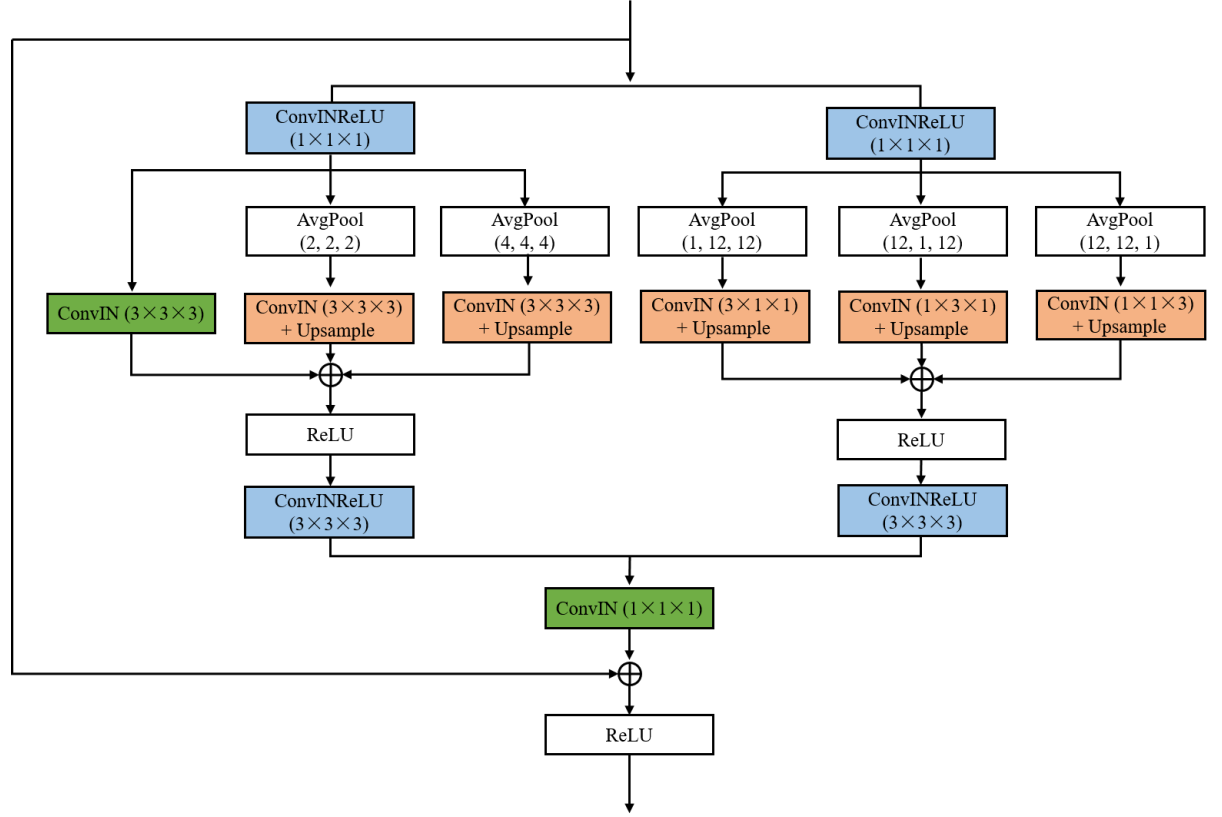 ConvINReLU
(1×1×1)
ConvINReLU
(1×1×1)
AvgPool
(2, 2, 2)
AvgPool
(4, 4, 4)
AvgPool
(1, 12, 12)
AvgPool
(12, 1, 12)
AvgPool
(12, 12, 1)
ConvIN (3×3×3)
ConvIN (3×3×3)
+ Upsample
ConvIN (3×3×3)
+ Upsample
ConvIN (3×1×1)
+ Upsample
ConvIN (1×3×1)
+ Upsample
ConvIN (1×1×3)
+ Upsample
ReLU
ReLU
ConvINReLU
(3×3×3)
ConvINReLU
(3×3×3)
ConvIN (1×1×1)
ReLU